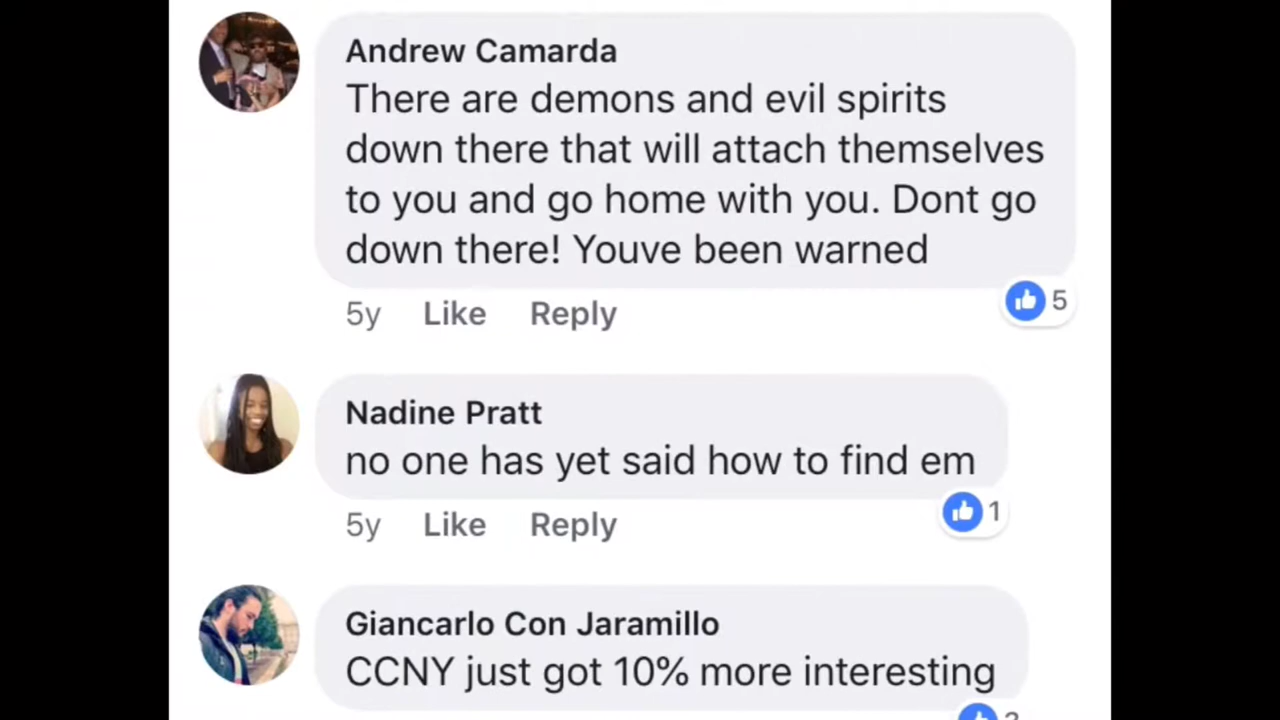 Andrew Camarda
There are demons and evil spirits
down there that will attach themselves
to you and go home with you. Dont go
down there! Youve been warned
5y Like Reply 5
Nadine Pratt
no one has yet said how to find em
5y Like Reply 1
Giancarlo Con Jaramillo
CCNY just got 10% more interesting